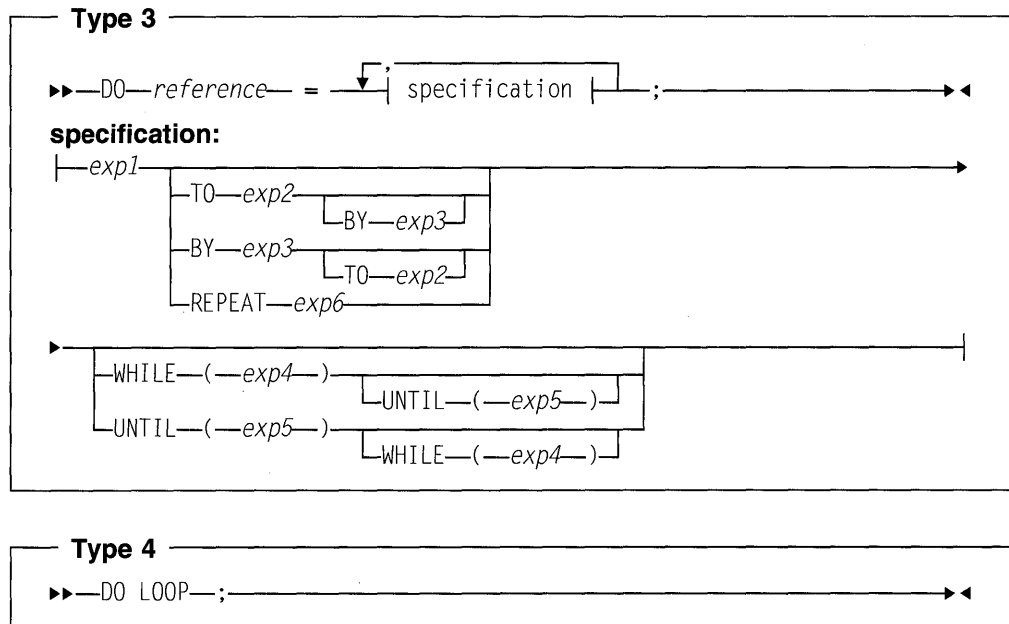 Type 3
,
DO reference = specification ;
specification:
exp1
TO exp2
BY exp3
BY exp3
TO exp2
REPEAT exp6
WHILE ( exp4 )
UNTIL ( exp5 )
UNTIL ( exp5 )
WHILE ( exp4 )
Type 4
DO LOOP ;